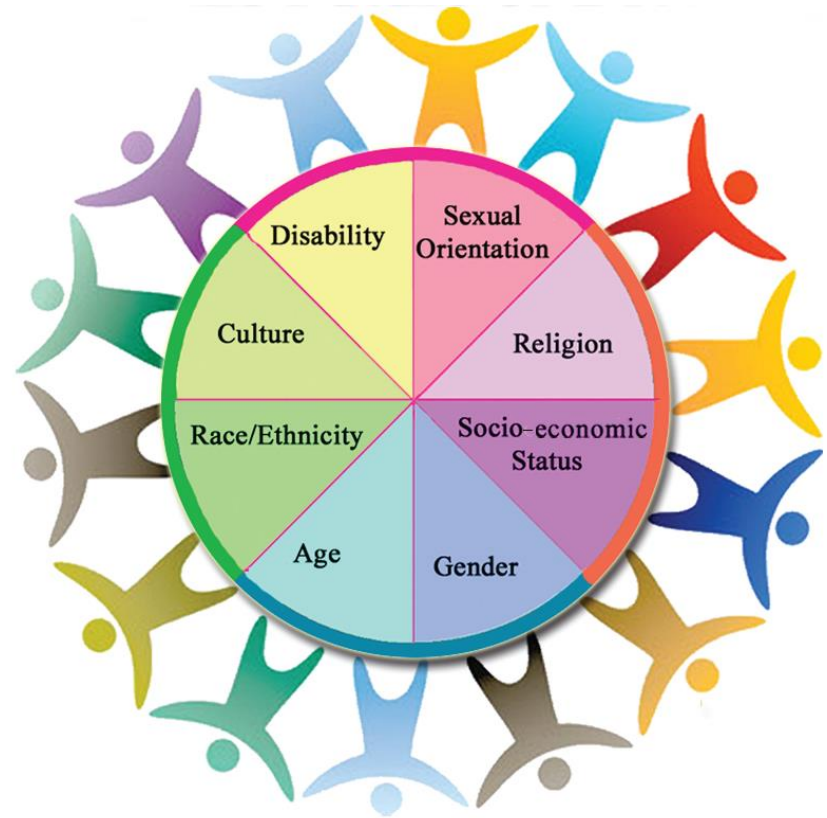 Disability
Sexual
Orientation
Culture
Religion
Race/Ethnicity
Socio-economic
Status
Age
Gender